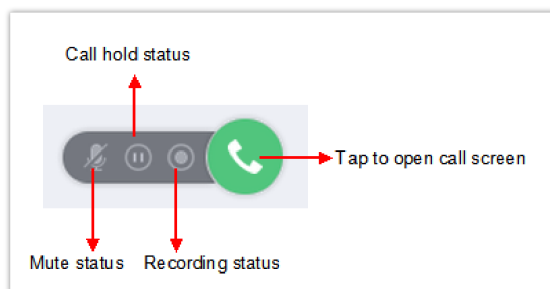 Call hold status
Tap to open call screen
Mute status
Recording status